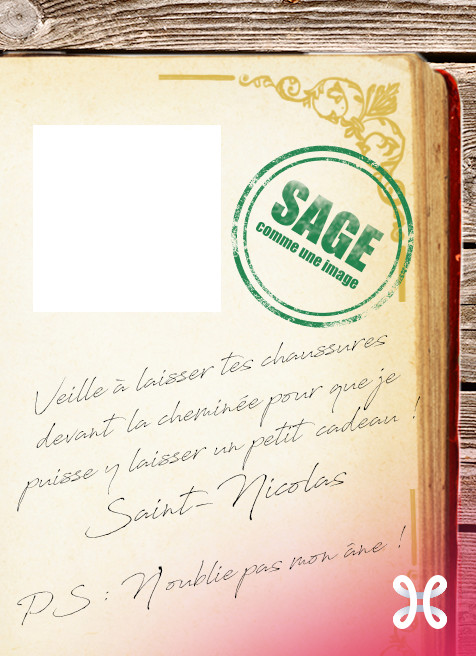 SAGE
comme une image
Veille à laisser tes chaussures
devant la cheminée pour que je
puisse y laisser un petit cadeau !
Saint-Nicolas
PS : N'oublie pas mon âne !